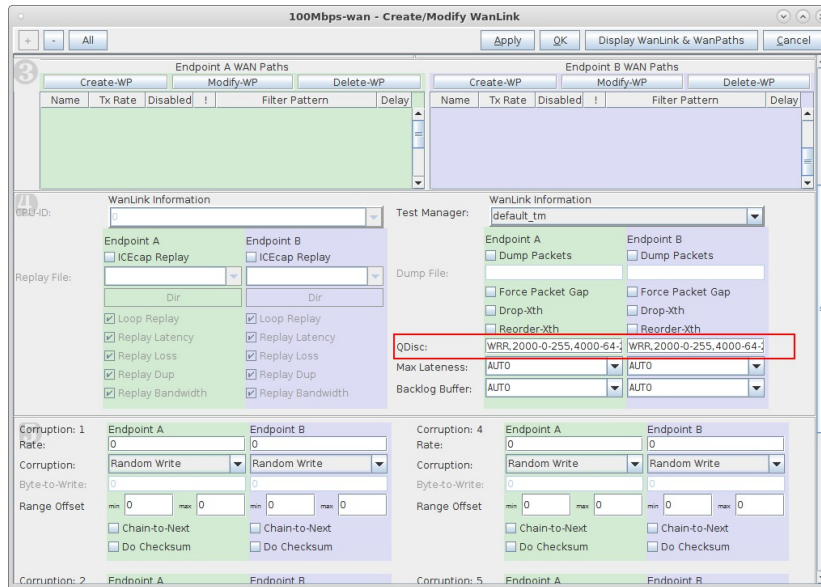 100Mbps-wan - Create/Modify WanLink
+ - All Apply OK Display WanLink & WanPaths Cancel
3
Endpoint A WAN Paths Endpoint B WAN Paths
Create-WP Modify-WP Delete-WP Create-WP Modify-WP Delete-WP
Name Tx Rate Disabled ! Filter Pattern Delay Name Tx Rate Disabled ! Filter Pattern Delay
4
WanLink Information WanLink Information
CPU-ID: 0 Test Manager: default_tm
Endpoint A Endpoint B Endpoint A Endpoint B
ICEcap Replay ICEcap Replay Dump Packets Dump Packets
Replay File: Dump File:
Dir Dir Force Packet Gap Force Packet Gap
Loop Replay Loop Replay Drop-Xth Drop-Xth
Replay Latency Replay Latency Reorder-Xth Reorder-Xth
Replay Loss Replay Loss QDisc: WRR,2000-0-255,4000-64-2 WRR,2000-0-255,4000-64-2
Replay Dup Replay Dup Max Lateness: AUTO AUTO
Replay Bandwidth Replay Bandwidth Backlog Buffer: AUTO AUTO
5
Corruption: 1 Endpoint A Endpoint B Corruption: 4 Endpoint A Endpoint B
Rate: 0 0 Rate: 0 0
Corruption: Random Write Random Write Corruption: Random Write Random Write
Byte-to-Write: 0 0 Byte-to-Write: 0 0
Range Offset min 0 max 0 min 0 max 0 Range Offset min 0 max 0 min 0 max 0
Chain-to-Next Chain-to-Next Chain-to-Next Chain-to-Next
Do Checksum Do Checksum Do Checksum Do Checksum
Corruption: 2 Endpoint A Endpoint B Corruption: 5 Endpoint A Endpoint B